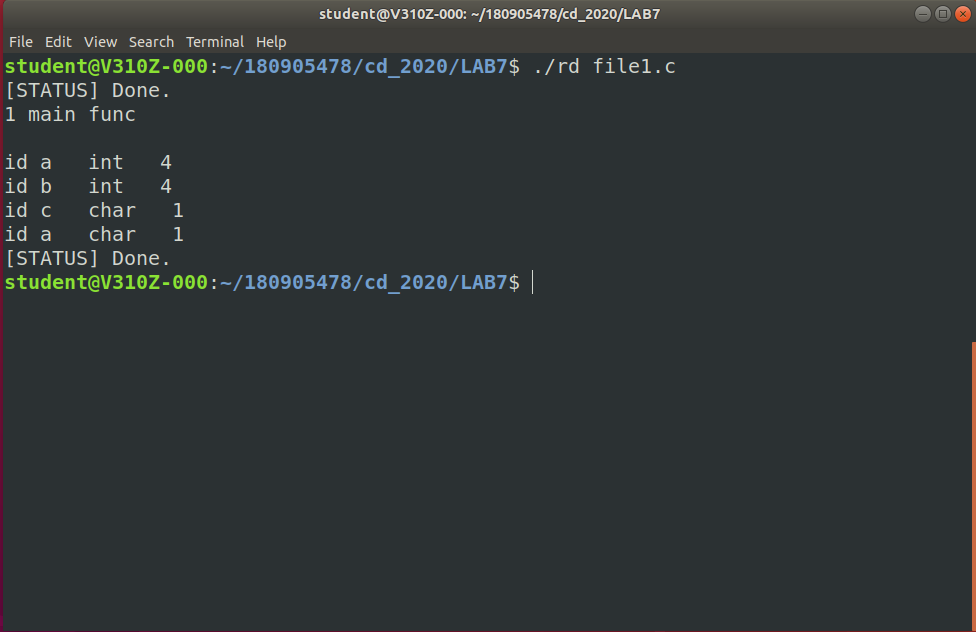 student@V310Z-000: ~/180905478/cd_2020/LAB7
File Edit View Search Terminal Help
student@V310Z-000:~/180905478/cd_2020/LAB7$ ./rd file1.c
[STATUS] Done.
1 main func
id a   int   4
id b   int   4
id c   char   1
id a   char   1
[STATUS] Done.
student@V310Z-000:~/180905478/cd_2020/LAB7$